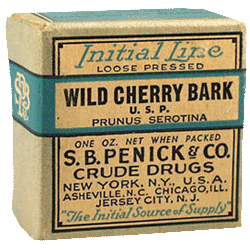 Initial Line
LOOSE PRESSED
WILD CHERRY BARK
U. S. P.
PRUNUS SEROTINA
ONE OZ. NET WHEN PACKED
S. B. PENICK & CO.
CRUDE DRUGS
NEW YORK, N. Y., U. S. A.
ASHEVILLE, N. C. CHICAGO, ILL.
JERSEY CITY, N. J.
"The Initial Source of Supply"